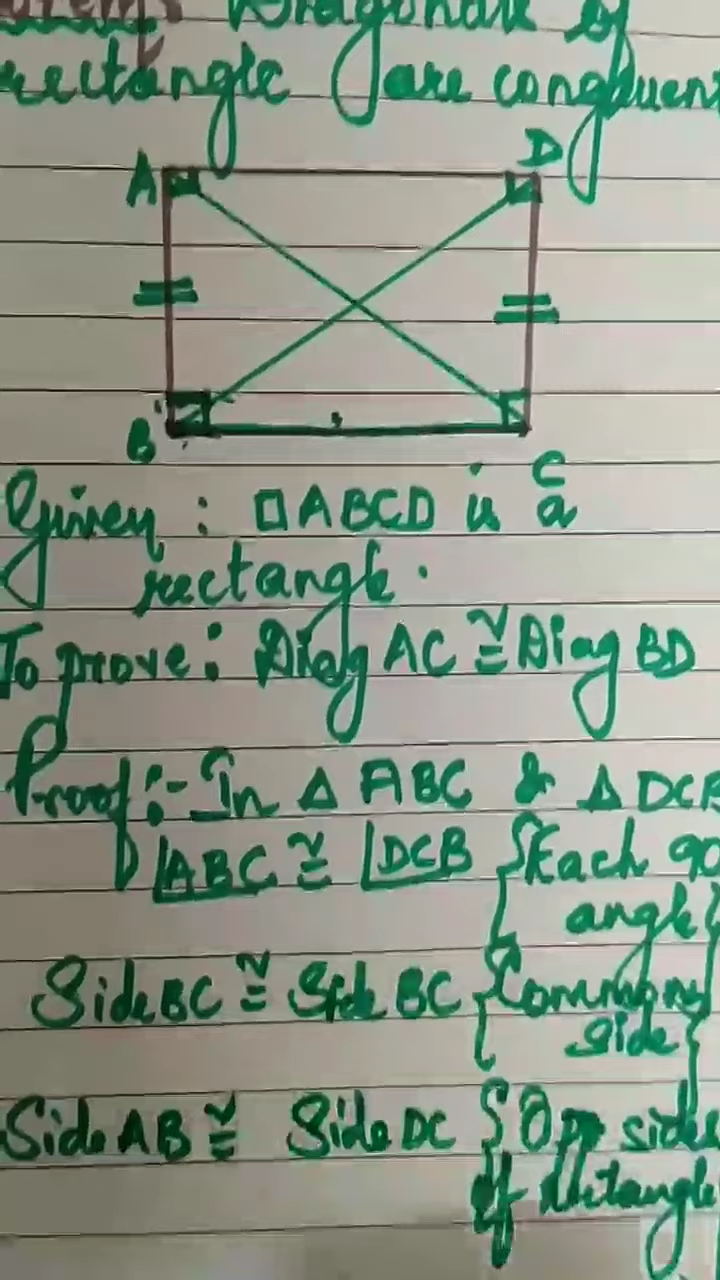 Diagonals of
rectangle are congruent
A D
B C
Given : □ABCD is a
rectangle.
To prove : Diag AC ≅ Diag BD
Proof :- In △ ABC & △ DCB
∠ABC ≅ ∠DCB {Each 90
angle}
Side BC ≅ Side BC {Common
side}
Side AB ≅ Side DC {Opp side
of rectangle